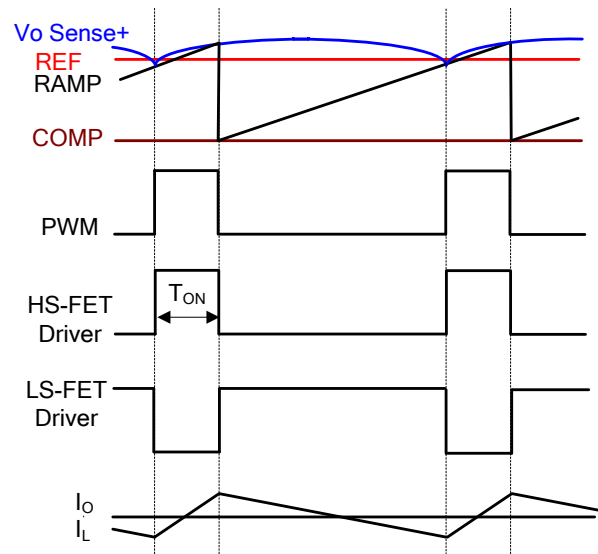 Vo Sense+
REF
RAMP
COMP
PWM
HS-FET
Driver
TON
LS-FET
Driver
IO
IL